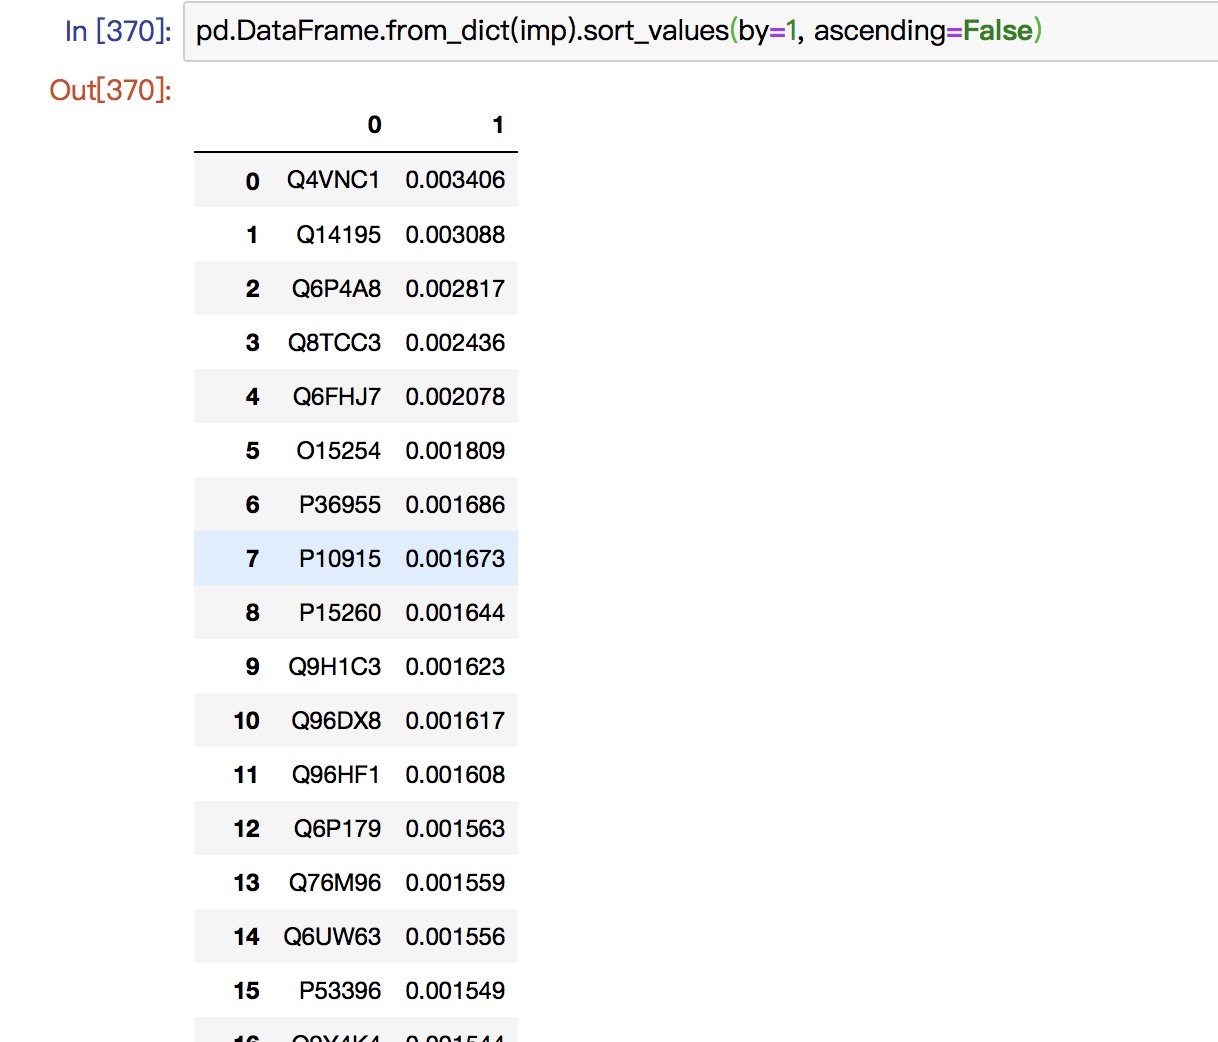 In [370]: pd.DataFrame.from_dict(imp).sort_values(by=1, ascending=False)
Out[370]:
0 1
0 Q4VNC1 0.003406
1 Q14195 0.003088
2 Q6P4A8 0.002817
3 Q8TCC3 0.002436
4 Q6FHJ7 0.002078
5 O15254 0.001809
6 P36955 0.001686
7 P10915 0.001673
8 P15260 0.001644
9 Q9H1C3 0.001623
10 Q96DX8 0.001617
11 Q96HF1 0.001608
12 Q6P179 0.001563
13 Q76M96 0.001559
14 Q6UW63 0.001556
15 P53396 0.001549